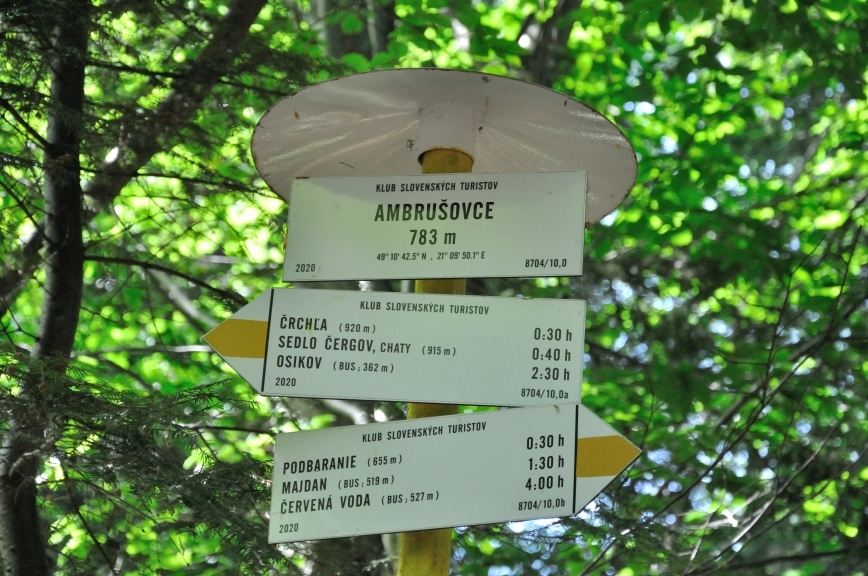 KLUB SLOVENSKÝCH TURISTOV
AMBRUŠOVCE
783 m
49° 10' 42.5" N , 21° 09' 50.1" E
2020 8704/10,0
KLUB SLOVENSKÝCH TURISTOV
ČRCHĽA (920 m) 0:30 h
SEDLO ČERGOV, CHATY (915 m) 0:40 h
OSIKOV (BUS; 362 m) 2:30 h
2020 8704/10,0a
KLUB SLOVENSKÝCH TURISTOV
PODBARANIE (655 m) 0:30 h
MAJDAN (BUS; 519 m) 1:30 h
ČERVENÁ VODA (BUS; 527 m) 4:00 h
2020 8704/10,0b